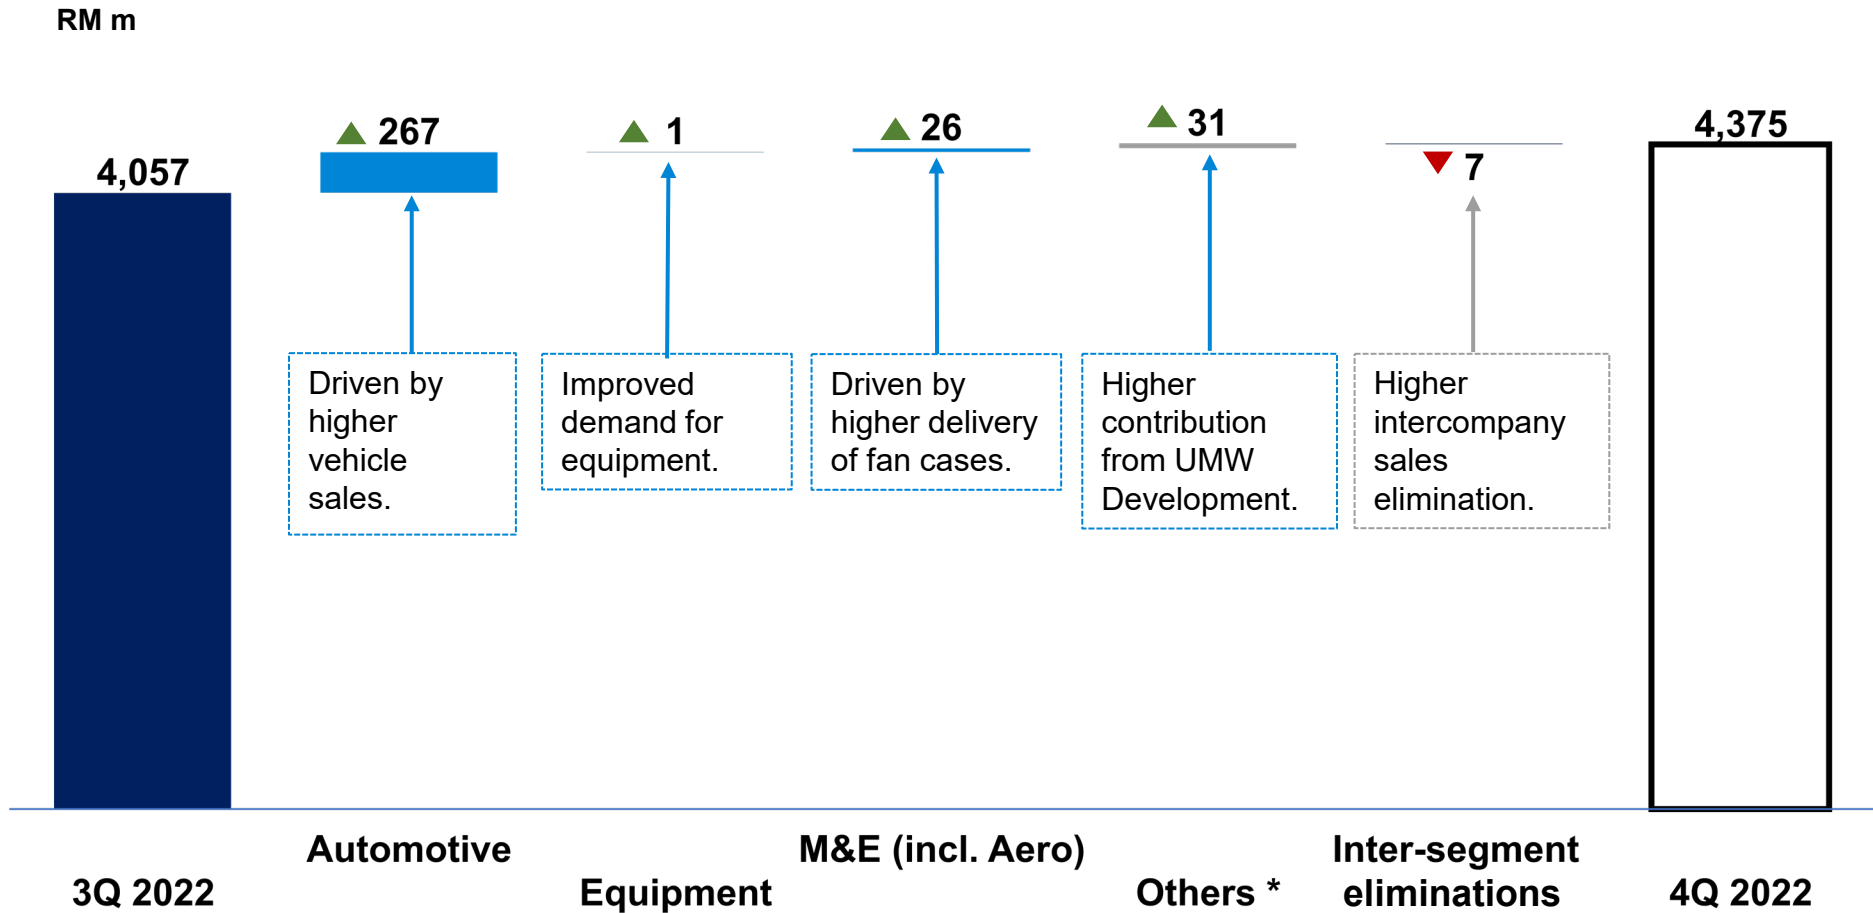 RM m
4,057
267
1
26
31
7
4,375
Driven by
higher
vehicle
sales.
Improved
demand for
equipment.
Driven by
higher delivery
of fan cases.
Higher
contribution
from UMW
Development.
Higher
intercompany
sales
elimination.
3Q 2022
Automotive
Equipment
M&E (incl. Aero)
Others *
Inter-segment
eliminations
4Q 2022